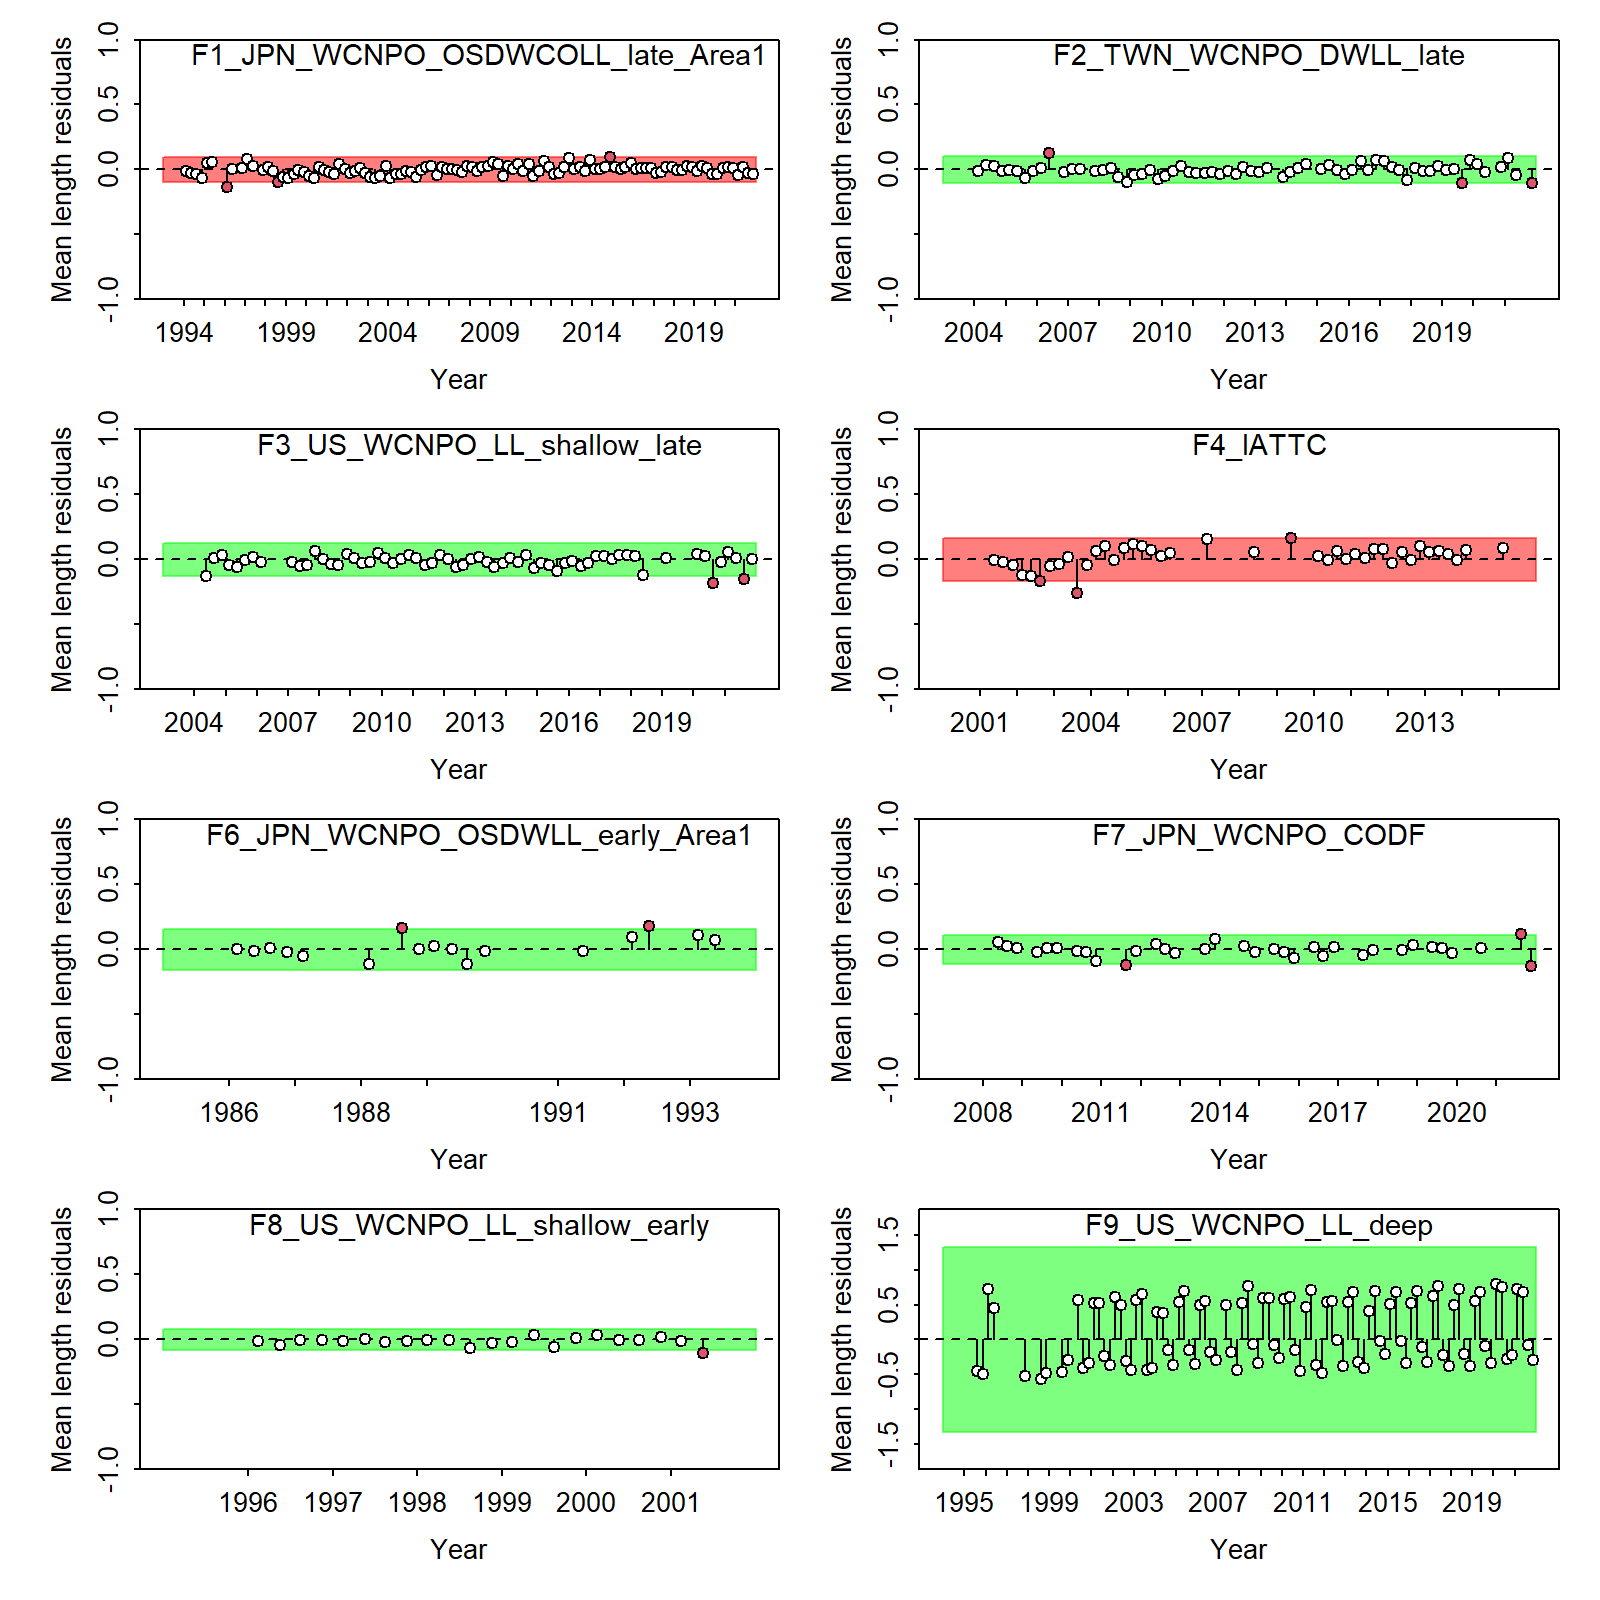 F1_JPN_WCNPO_OSDWCOLL_late_Area1
Mean length residuals
1.0
0.5
0.0
-1.0
1994 1999 2004 2009 2014 2019
Year
F2_TWN_WCNPO_DWLL_late
Mean length residuals
1.0
0.5
0.0
-1.0
2004 2007 2010 2013 2016 2019
Year
F3_US_WCNPO_LL_shallow_late
Mean length residuals
1.0
0.5
0.0
-1.0
2004 2007 2010 2013 2016 2019
Year
F4_IATTC
Mean length residuals
1.0
0.5
0.0
-1.0
2001 2004 2007 2010 2013
Year
F6_JPN_WCNPO_OSDWLL_early_Area1
Mean length residuals
1.0
0.5
0.0
-1.0
1986 1988 1991 1993
Year
F7_JPN_WCNPO_CODF
Mean length residuals
1.0
0.5
0.0
-1.0
2008 2011 2014 2017 2020
Year
F8_US_WCNPO_LL_shallow_early
Mean length residuals
1.0
0.5
0.0
-1.0
1996 1997 1998 1999 2000 2001
Year
F9_US_WCNPO_LL_deep
Mean length residuals
1.5
0.5
-0.5
-1.5
1995 1999 2003 2007 2011 2015 2019
Year